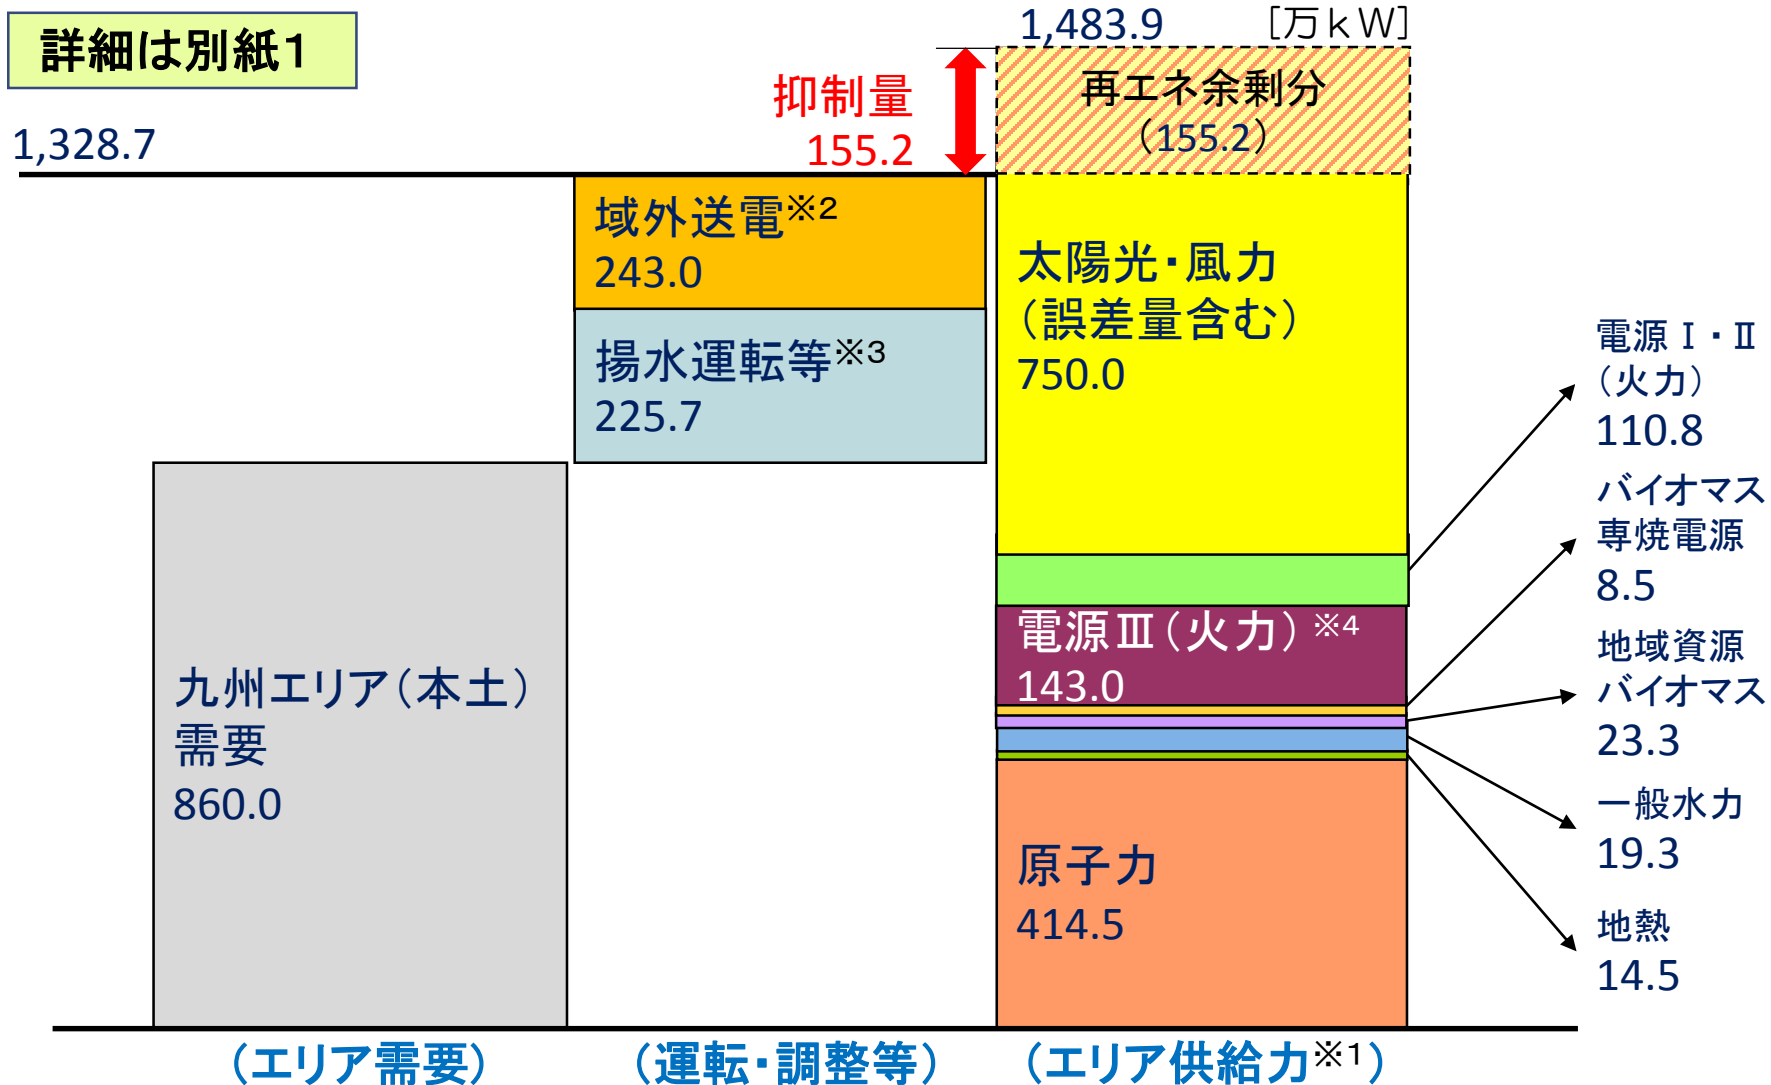 詳細は別紙1
1,483.9
[万kW]
抑制量
155.2
再エネ余剰分
(155.2)
1,328.7
域外送電※2
243.0
揚水運転等※3
225.7
九州エリア(本土)
需要
860.0
太陽光・風力
(誤差量含む)
750.0
電源Ⅲ(火力)※4
143.0
原子力
414.5
電源Ⅰ・Ⅱ
(火力)
110.8
バイオマス
専焼電源
8.5
地域資源
バイオマス
23.3
一般水力
19.3
地熱
14.5
(エリア需要)
(運転・調整等)
(エリア供給力※1)